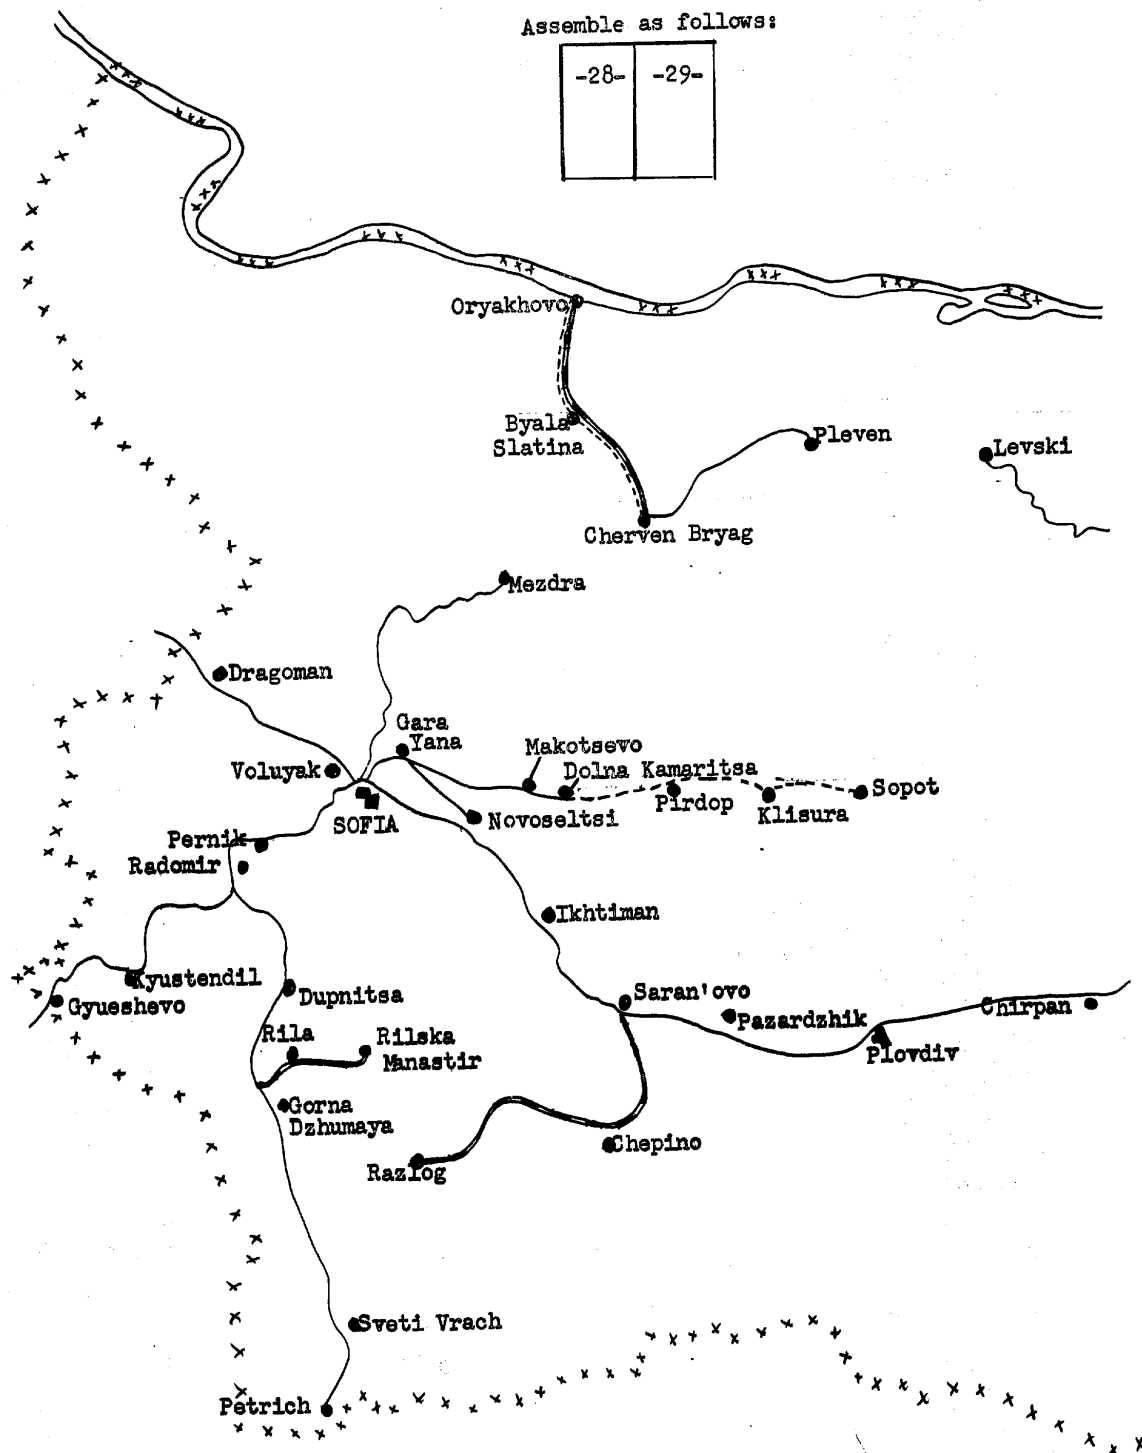 Assemble as follows:
-28- -29-
Oryakhovo
Byala
Slatina
Pleven
Levski
Cherven Bryag
Mezdra
Dragoman
Gara
Yana
Makotsevo
Voluyak
Dolna Kamaritsa
Sopot
Pirdop
Klisura
SOFIA
Novoseltsi
Pernik
Radomir
Ikhtiman
Kyustendil
Gyueshevo
Dupnitsa
Saran'ovo
Chirpan
Pazardzhik
Plovdiv
Rila
Rilska
Manastir
Gorna
Dzhumaya
Chepino
Razlog
Sveti Vrach
Petrich